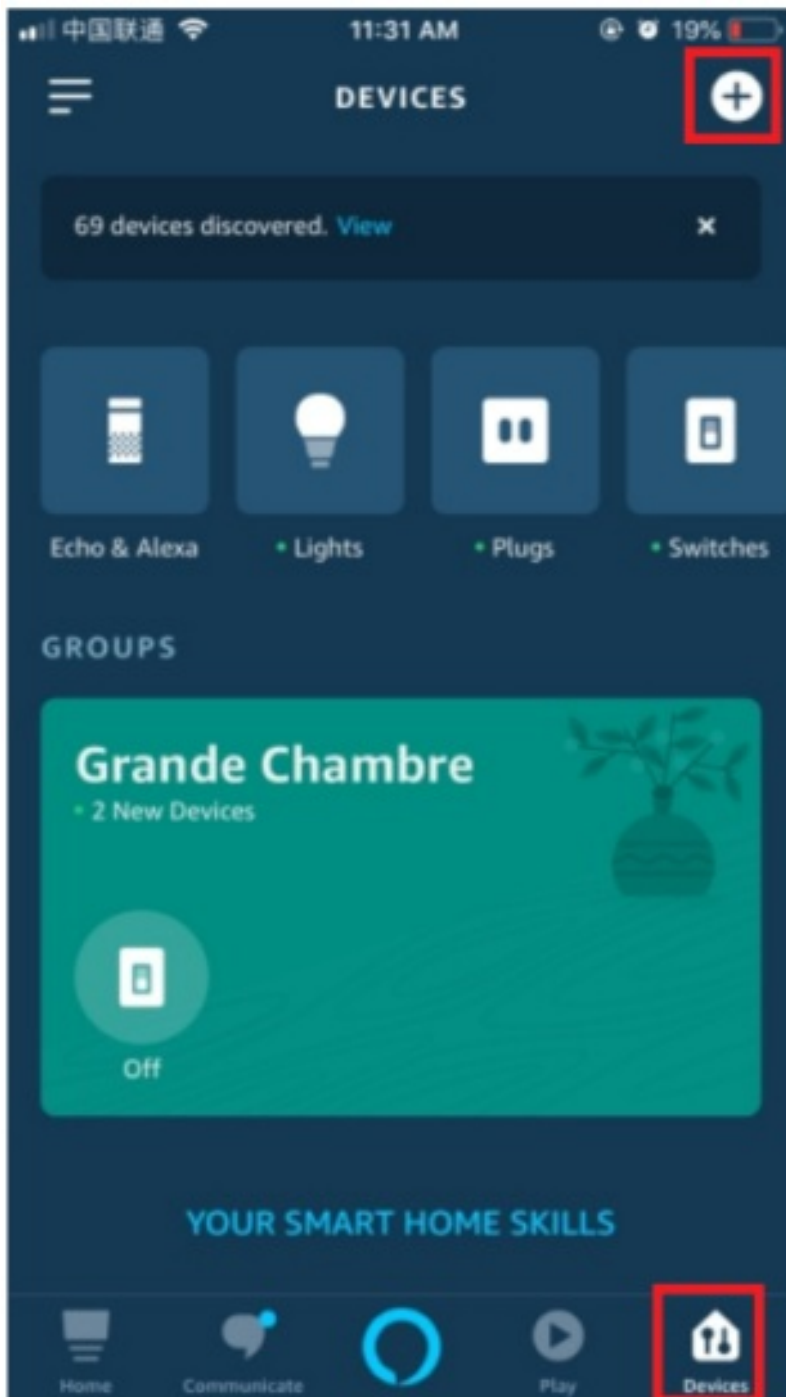 中国联通 11:31 AM 19%
DEVICES
69 devices discovered. View
Echo & Alexa • Lights • Plugs • Switches
GROUPS
Grande Chambre
• 2 New Devices
Off
YOUR SMART HOME SKILLS
Home Communicate Play Devices